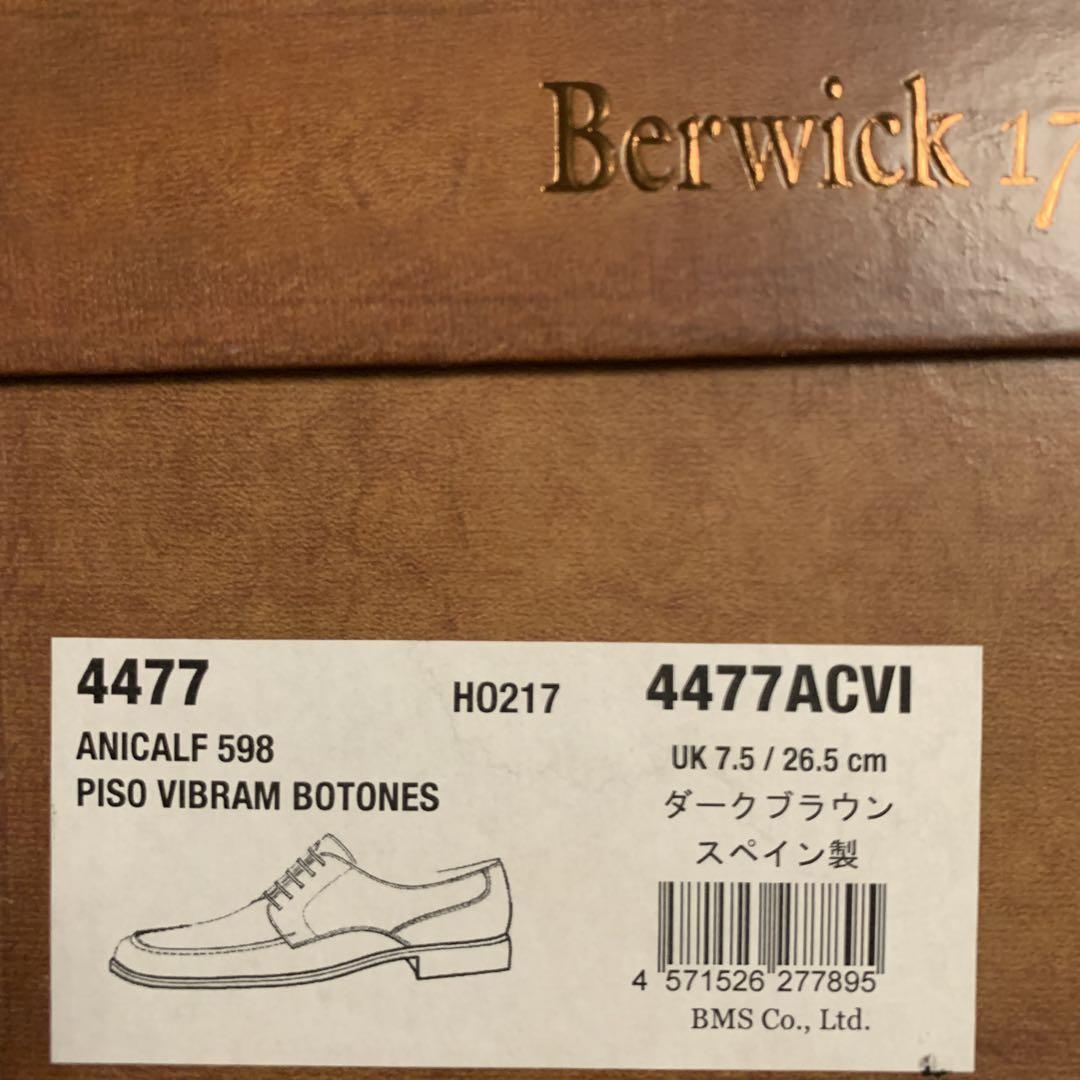 Berwick 17
4477
HO217
4477ACVI
ANICALF 598
PISO VIBRAM BOTONES
UK 7.5 / 26.5 cm
ダークブラウン
スペイン製
4 571526 277895
BMS Co., Ltd.